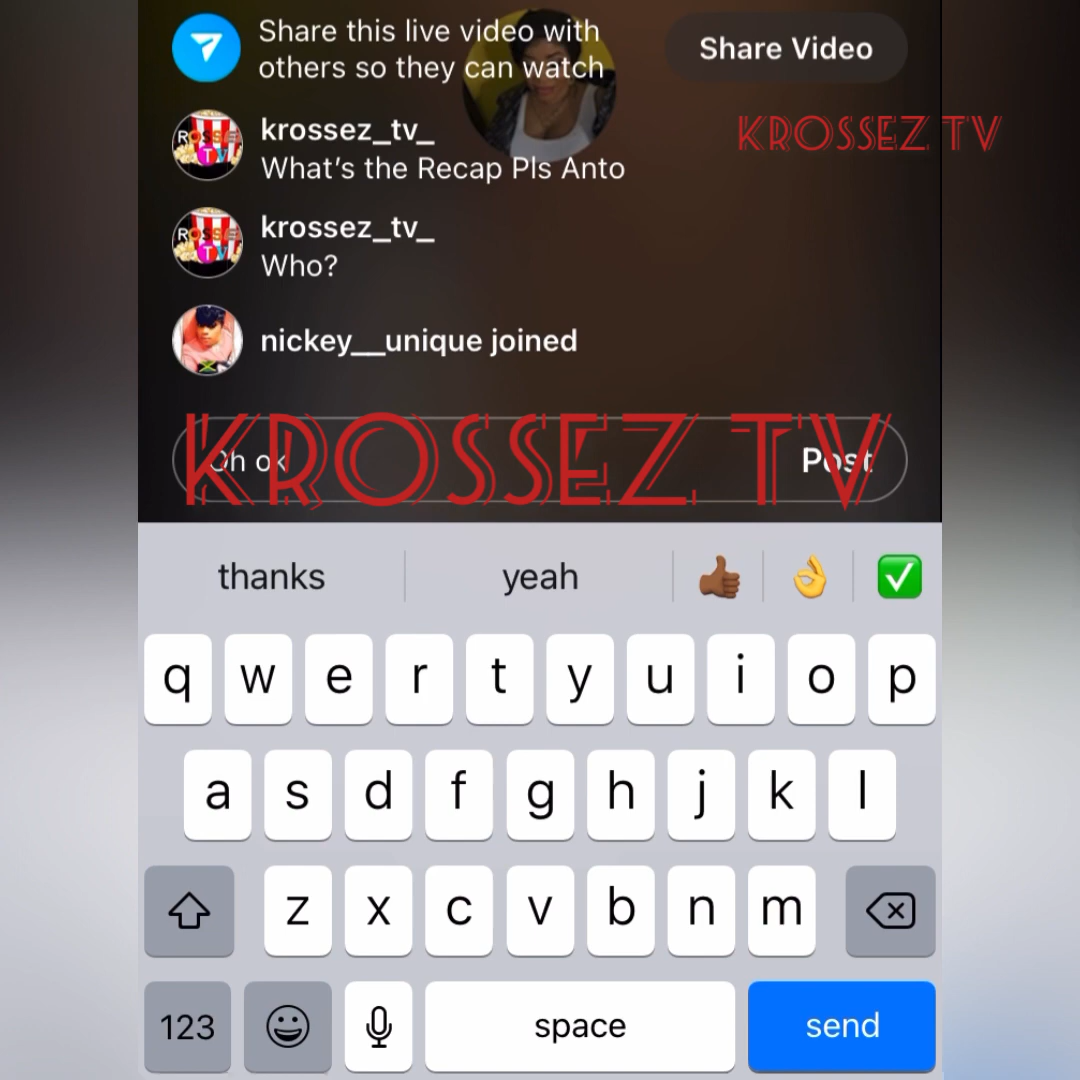 Share this live video with
others so they can watch
Share Video
KROSSEZ TV
krossez_tv_
What's the Recap Pls Anto
krossez_tv_
Who?
nickey__unique joined
KROSSEZ TV
Oh ok
Post
thanks yeah
q w e r t y u i o p
a s d f g h j k l
z x c v b n m
123 space send